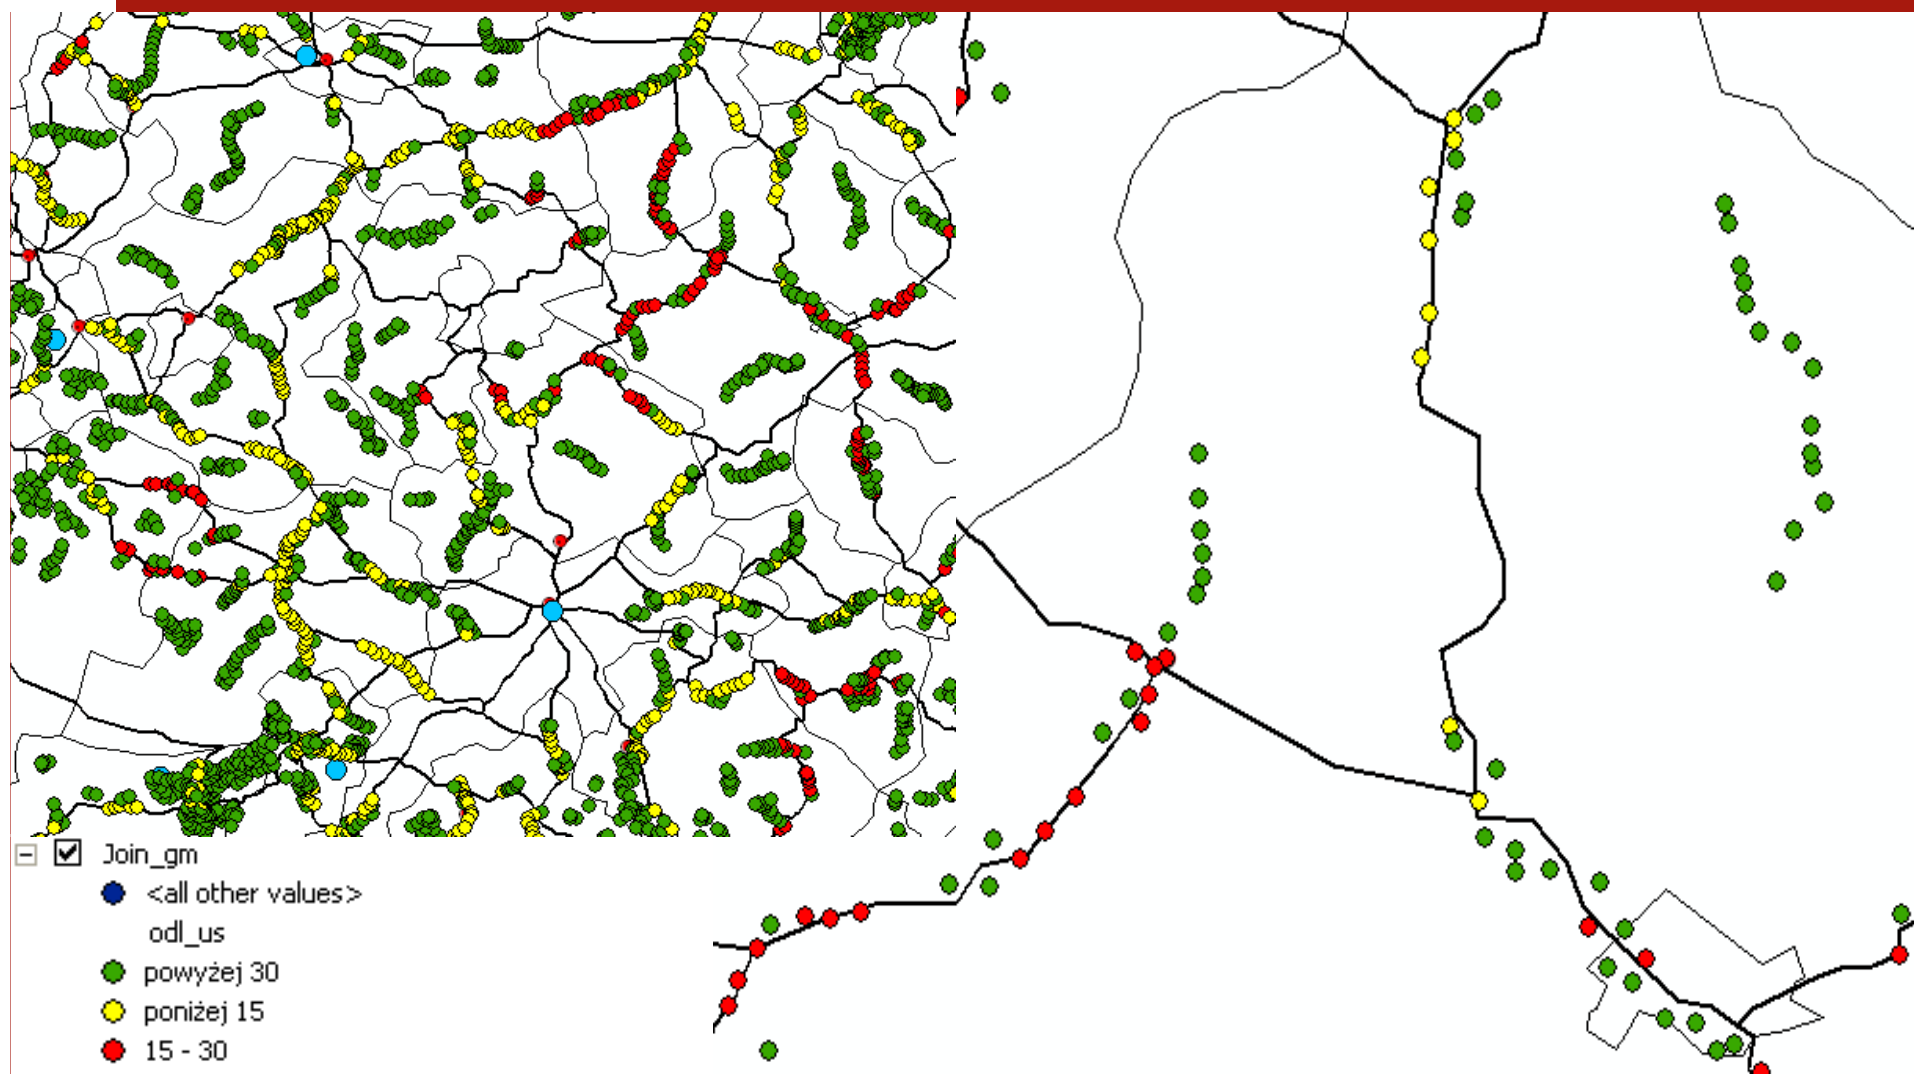 Join_gm
<all other values>
odl_us
powyżej 30
poniżej 15
15 - 30